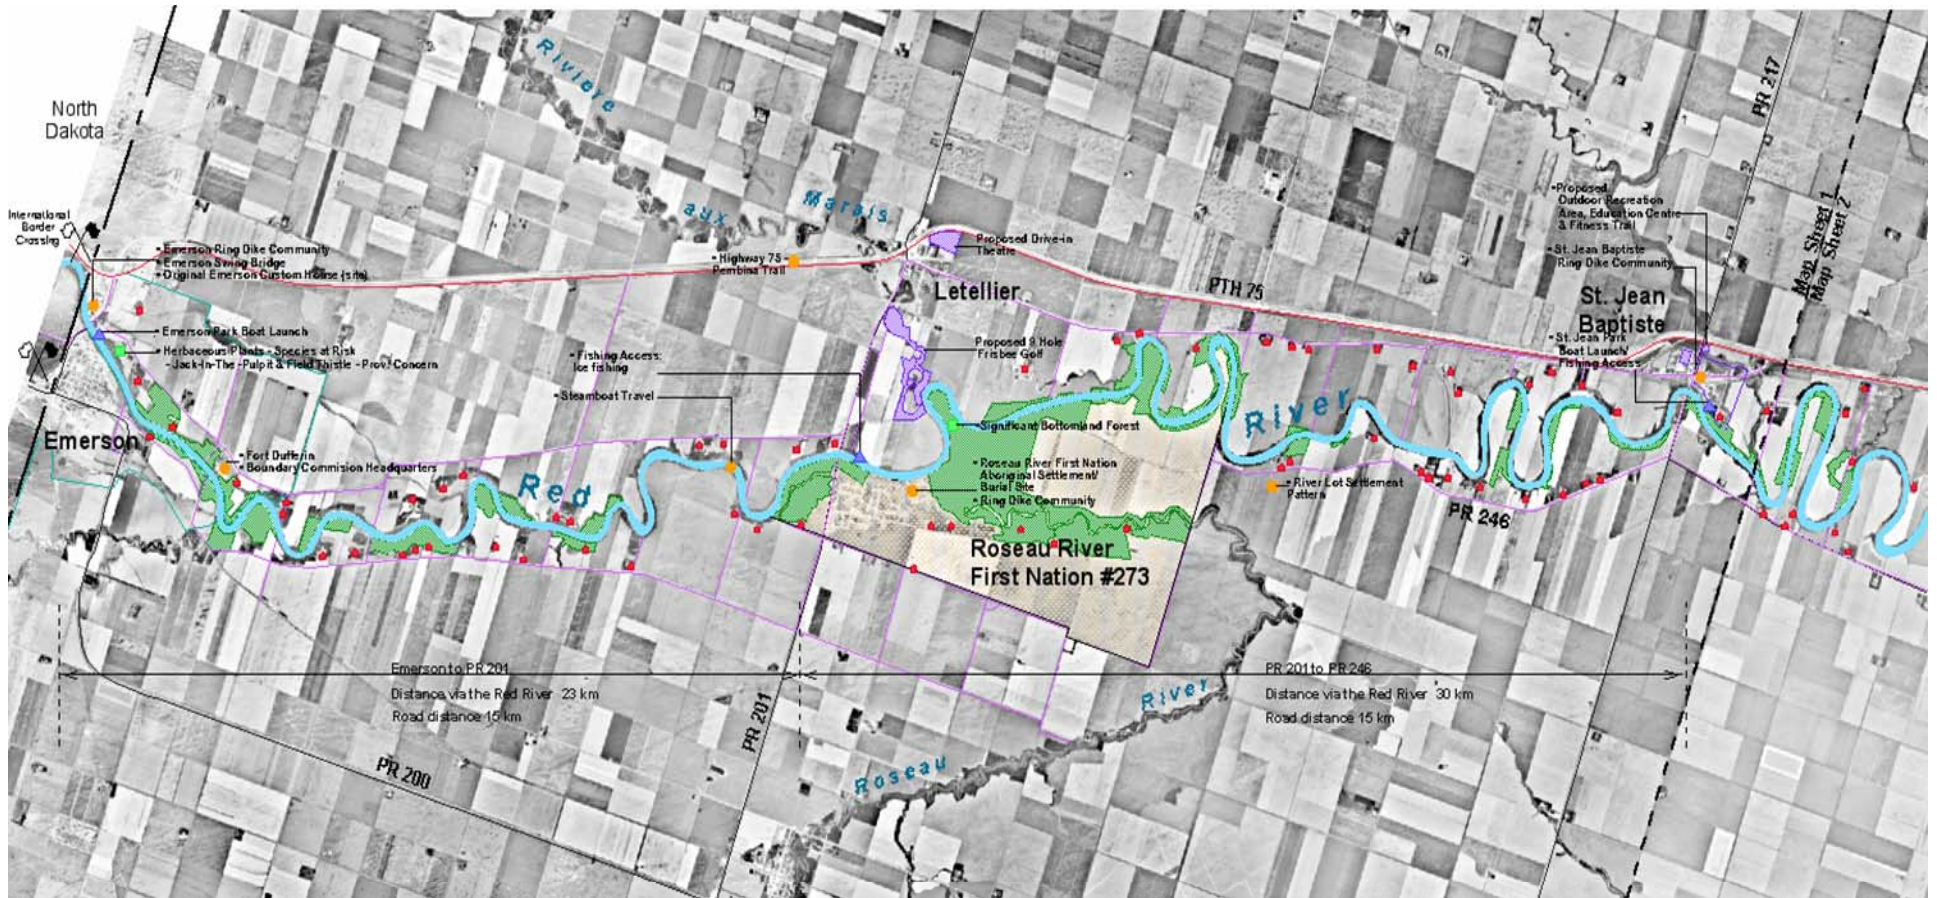 North
Dakota
International
Border
Crossing
• Emerson Ring Dike Community
• Emerson Swing Bridge
• Original Emerson Custom House (site)
• Emerson Park Boat Launch
• Herbaceous Plants - Species at Risk
- Jack-In-The-Pulpit & Field Thistle - Prov. Concern
Emerson
• Fort Dufferin
• Boundary Commision Headquarters
Riviere
aux
Marais
• Highway 75 -
Pembina Trail
Proposed Drive-in
Theatre
Letellier
PTH 75
Proposed 9 Hole
Frisbee Golf
• Fishing Access:
Ice fishing
• Steamboat Travel
• Significant Bottomland Forest
• Roseau River First Nation
Aboriginal Settlement/
Burial Site
• Ring Dike Community
Roseau River
First Nation #273
Red
River
• River Lot Settlement
Pattern
PR 246
• Proposed
Outdoor Recreation
Area, Education Centre
& Fitness Trail
• St. Jean Baptiste
Ring Dike Community
St. Jean
Baptiste
• St. Jean Park
Boat Launch/
Fishing Access
PR 217
Map Sheet 1
Map Sheet 2
Emerson to PR 201
Distance via the Red River 23 km
Road distance 15 km
PR 201 to PR 246
Distance via the Red River 30 km
Road distance 15 km
PR 201
PR 200
Roseau
River